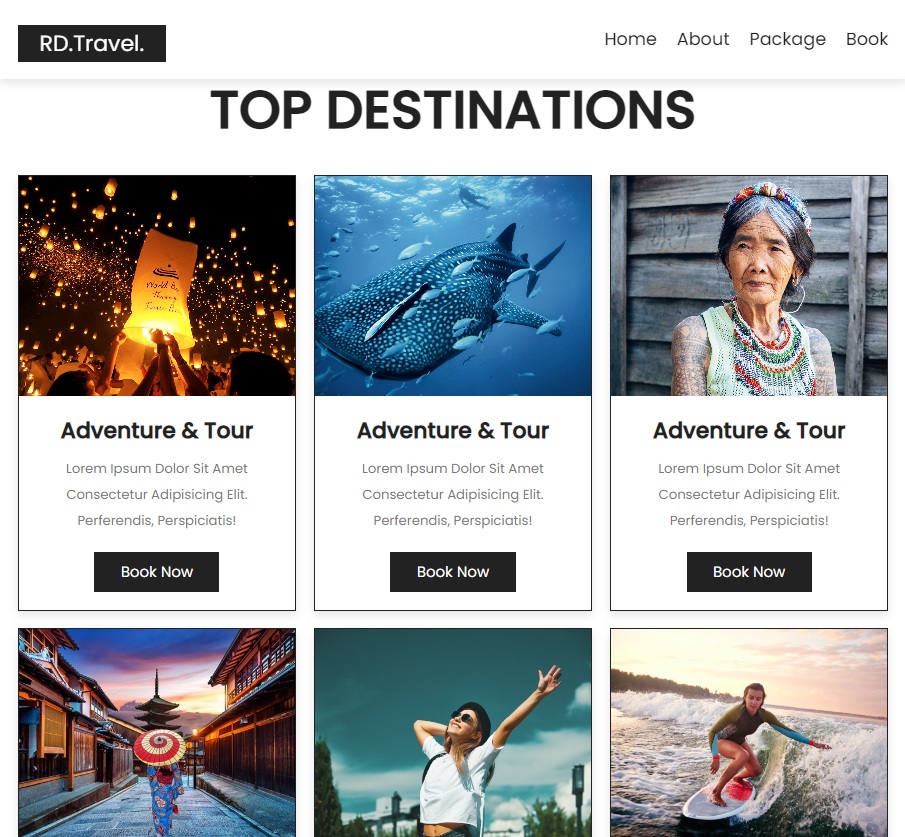 RD.Travel.
Home About Package Book
TOP DESTINATIONS
Adventure & Tour
Lorem Ipsum Dolor Sit Amet
Consectetur Adipisicing Elit.
Perferendis, Perspiciatis!
Book Now
Adventure & Tour
Lorem Ipsum Dolor Sit Amet
Consectetur Adipisicing Elit.
Perferendis, Perspiciatis!
Book Now
Adventure & Tour
Lorem Ipsum Dolor Sit Amet
Consectetur Adipisicing Elit.
Perferendis, Perspiciatis!
Book Now